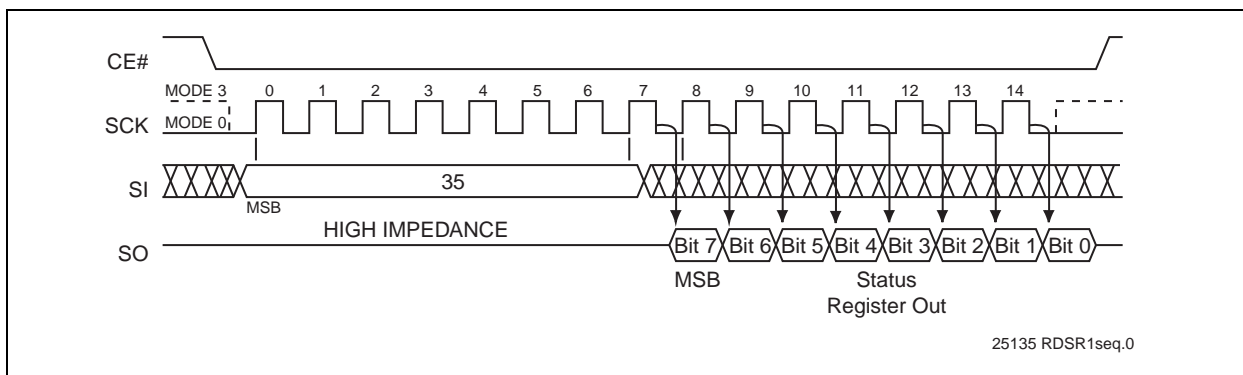 CE#
MODE 3 0 1 2 3 4 5 6 7 8 9 10 11 12 13 14
SCK MODE 0
SI 35
MSB
HIGH IMPEDANCE
SO Bit 7 Bit 6 Bit 5 Bit 4 Bit 3 Bit 2 Bit 1 Bit 0
MSB Status
Register Out
25135 RDSR1seq.0